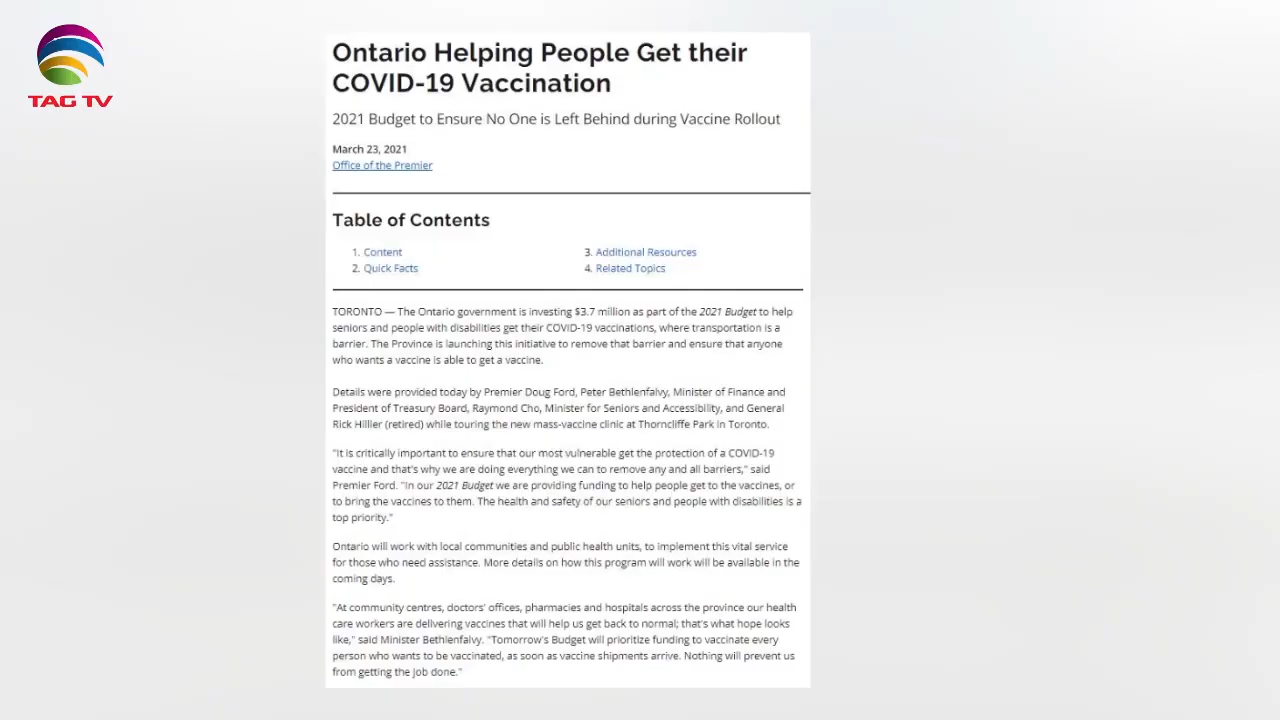 TAG TV
Ontario Helping People Get their
COVID-19 Vaccination
2021 Budget to Ensure No One is Left Behind during Vaccine Rollout
March 23, 2021
Office of the Premier
Table of Contents
1. Content
2. Quick Facts
3. Additional Resources
4. Related Topics
TORONTO — The Ontario government is investing $3.7 million as part of the 2021 Budget to help
seniors and people with disabilities get their COVID-19 vaccinations, where transportation is a
barrier. The Province is launching this initiative to remove that barrier and ensure that anyone
who wants a vaccine is able to get a vaccine.
Details were provided today by Premier Doug Ford, Peter Bethlenfalvy, Minister of Finance and
President of Treasury Board, Raymond Cho, Minister for Seniors and Accessibility, and General
Rick Hillier (retired) while touring the new mass-vaccine clinic at Thorncliffe Park in Toronto.
"It is critically important to ensure that our most vulnerable get the protection of a COVID-19
vaccine and that's why we are doing everything we can to remove any and all barriers," said
Premier Ford. "In our 2021 Budget we are providing funding to help people get to the vaccines, or
to bring the vaccines to them. The health and safety of our seniors and people with disabilities is a
top priority."
Ontario will work with local communities and public health units, to implement this vital service
for those who need assistance. More details on how this program will work will be available in the
coming days.
"At community centres, doctors' offices, pharmacies and hospitals across the province our health
care workers are delivering vaccines that will help us get back to normal; that's what hope looks
like," said Minister Bethlenfalvy. "Tomorrow's Budget will prioritize funding to vaccinate every
person who wants to be vaccinated, as soon as vaccine shipments arrive. Nothing will prevent us
from getting the job done."